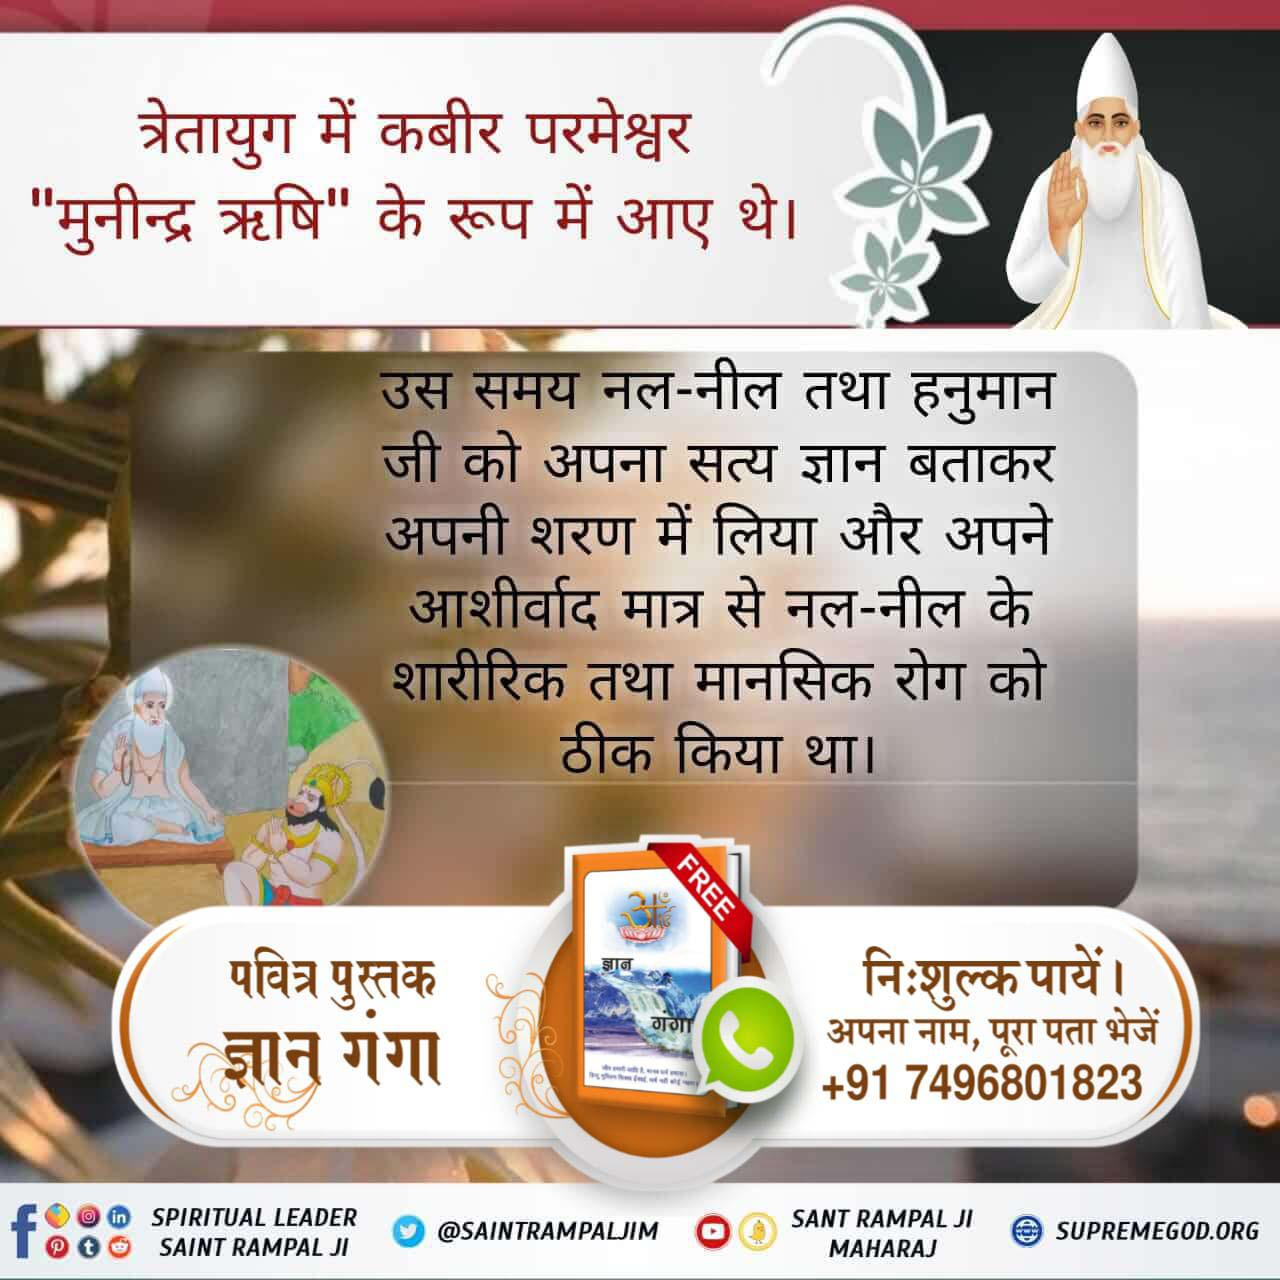 त्रेतायुग में कबीर परमेश्वर
"मुनीन्द्र ऋषि" के रूप में आए थे।
उस समय नल-नील तथा हनुमान
जी को अपना सत्य ज्ञान बताकर
अपनी शरण में लिया और अपने
आशीर्वाद मात्र से नल-नील के
शारीरिक तथा मानसिक रोग को
ठीक किया था।
पवित्र पुस्तक
ज्ञान गंगा
FREE
ज्ञान
गंगा
निःशुल्क पायें।
अपना नाम, पूरा पता भेजें
+91 7496801823
SPIRITUAL LEADER
SAINT RAMPAL JI
@SAINTRAMPALJIM
SANT RAMPAL JI
MAHARAJ
SUPREMEGOD.ORG